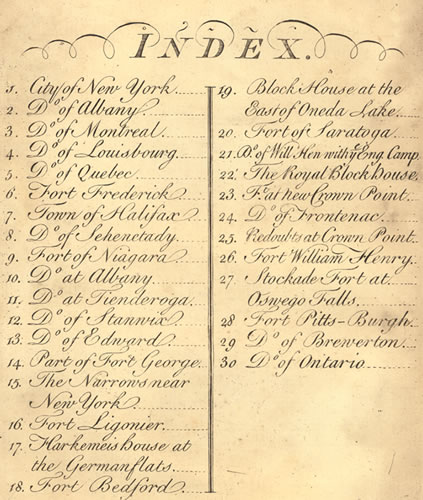 INDEX.
1. City of New York.
2. Do. of Albany.
3. Do. of Montreal.
4. Do. of Louisbourg.
5. Do. of Quebec.
6. Fort Frederick.
7. Town of Halifax.
8. Do. of Schenectady.
9. Fort of Niagara.
10. Do. at Albany.
11. Do. at Tienderoga.
12. Do. of Stanwix.
13. Do. of Edward.
14. Part of Fort George.
15. The Narrows near
New York.
16. Fort Ligonier.
17. Harkemeis house at
the Germanflats.
18. Fort Bedford.
19. Block House at the
East of Oneda Lake.
20. Fort of Saratoga.
21. Do. of Will. Hen. with ye Eng. Camp.
22. The Royal Block house.
23. Ft. at new Crown Point.
24. Do. of Frontenac.
25. Redoubts at Crown Point.
26. Fort William Henry.
27 Stockade Fort at
Oswego Falls.
28 Fort Pitts-Burgh.
29 Do. of Brewerton.
30 Do. of Ontario